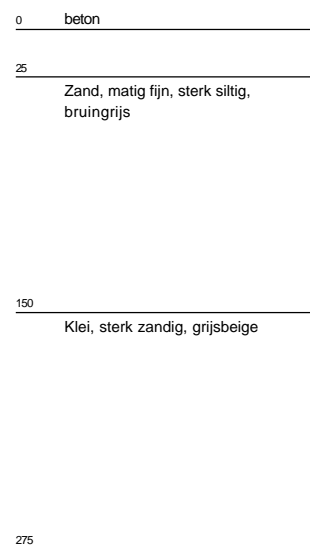 0 beton
25
Zand, matig fijn, sterk siltig,
bruingrijs
150
Klei, sterk zandig, grijsbeige
275